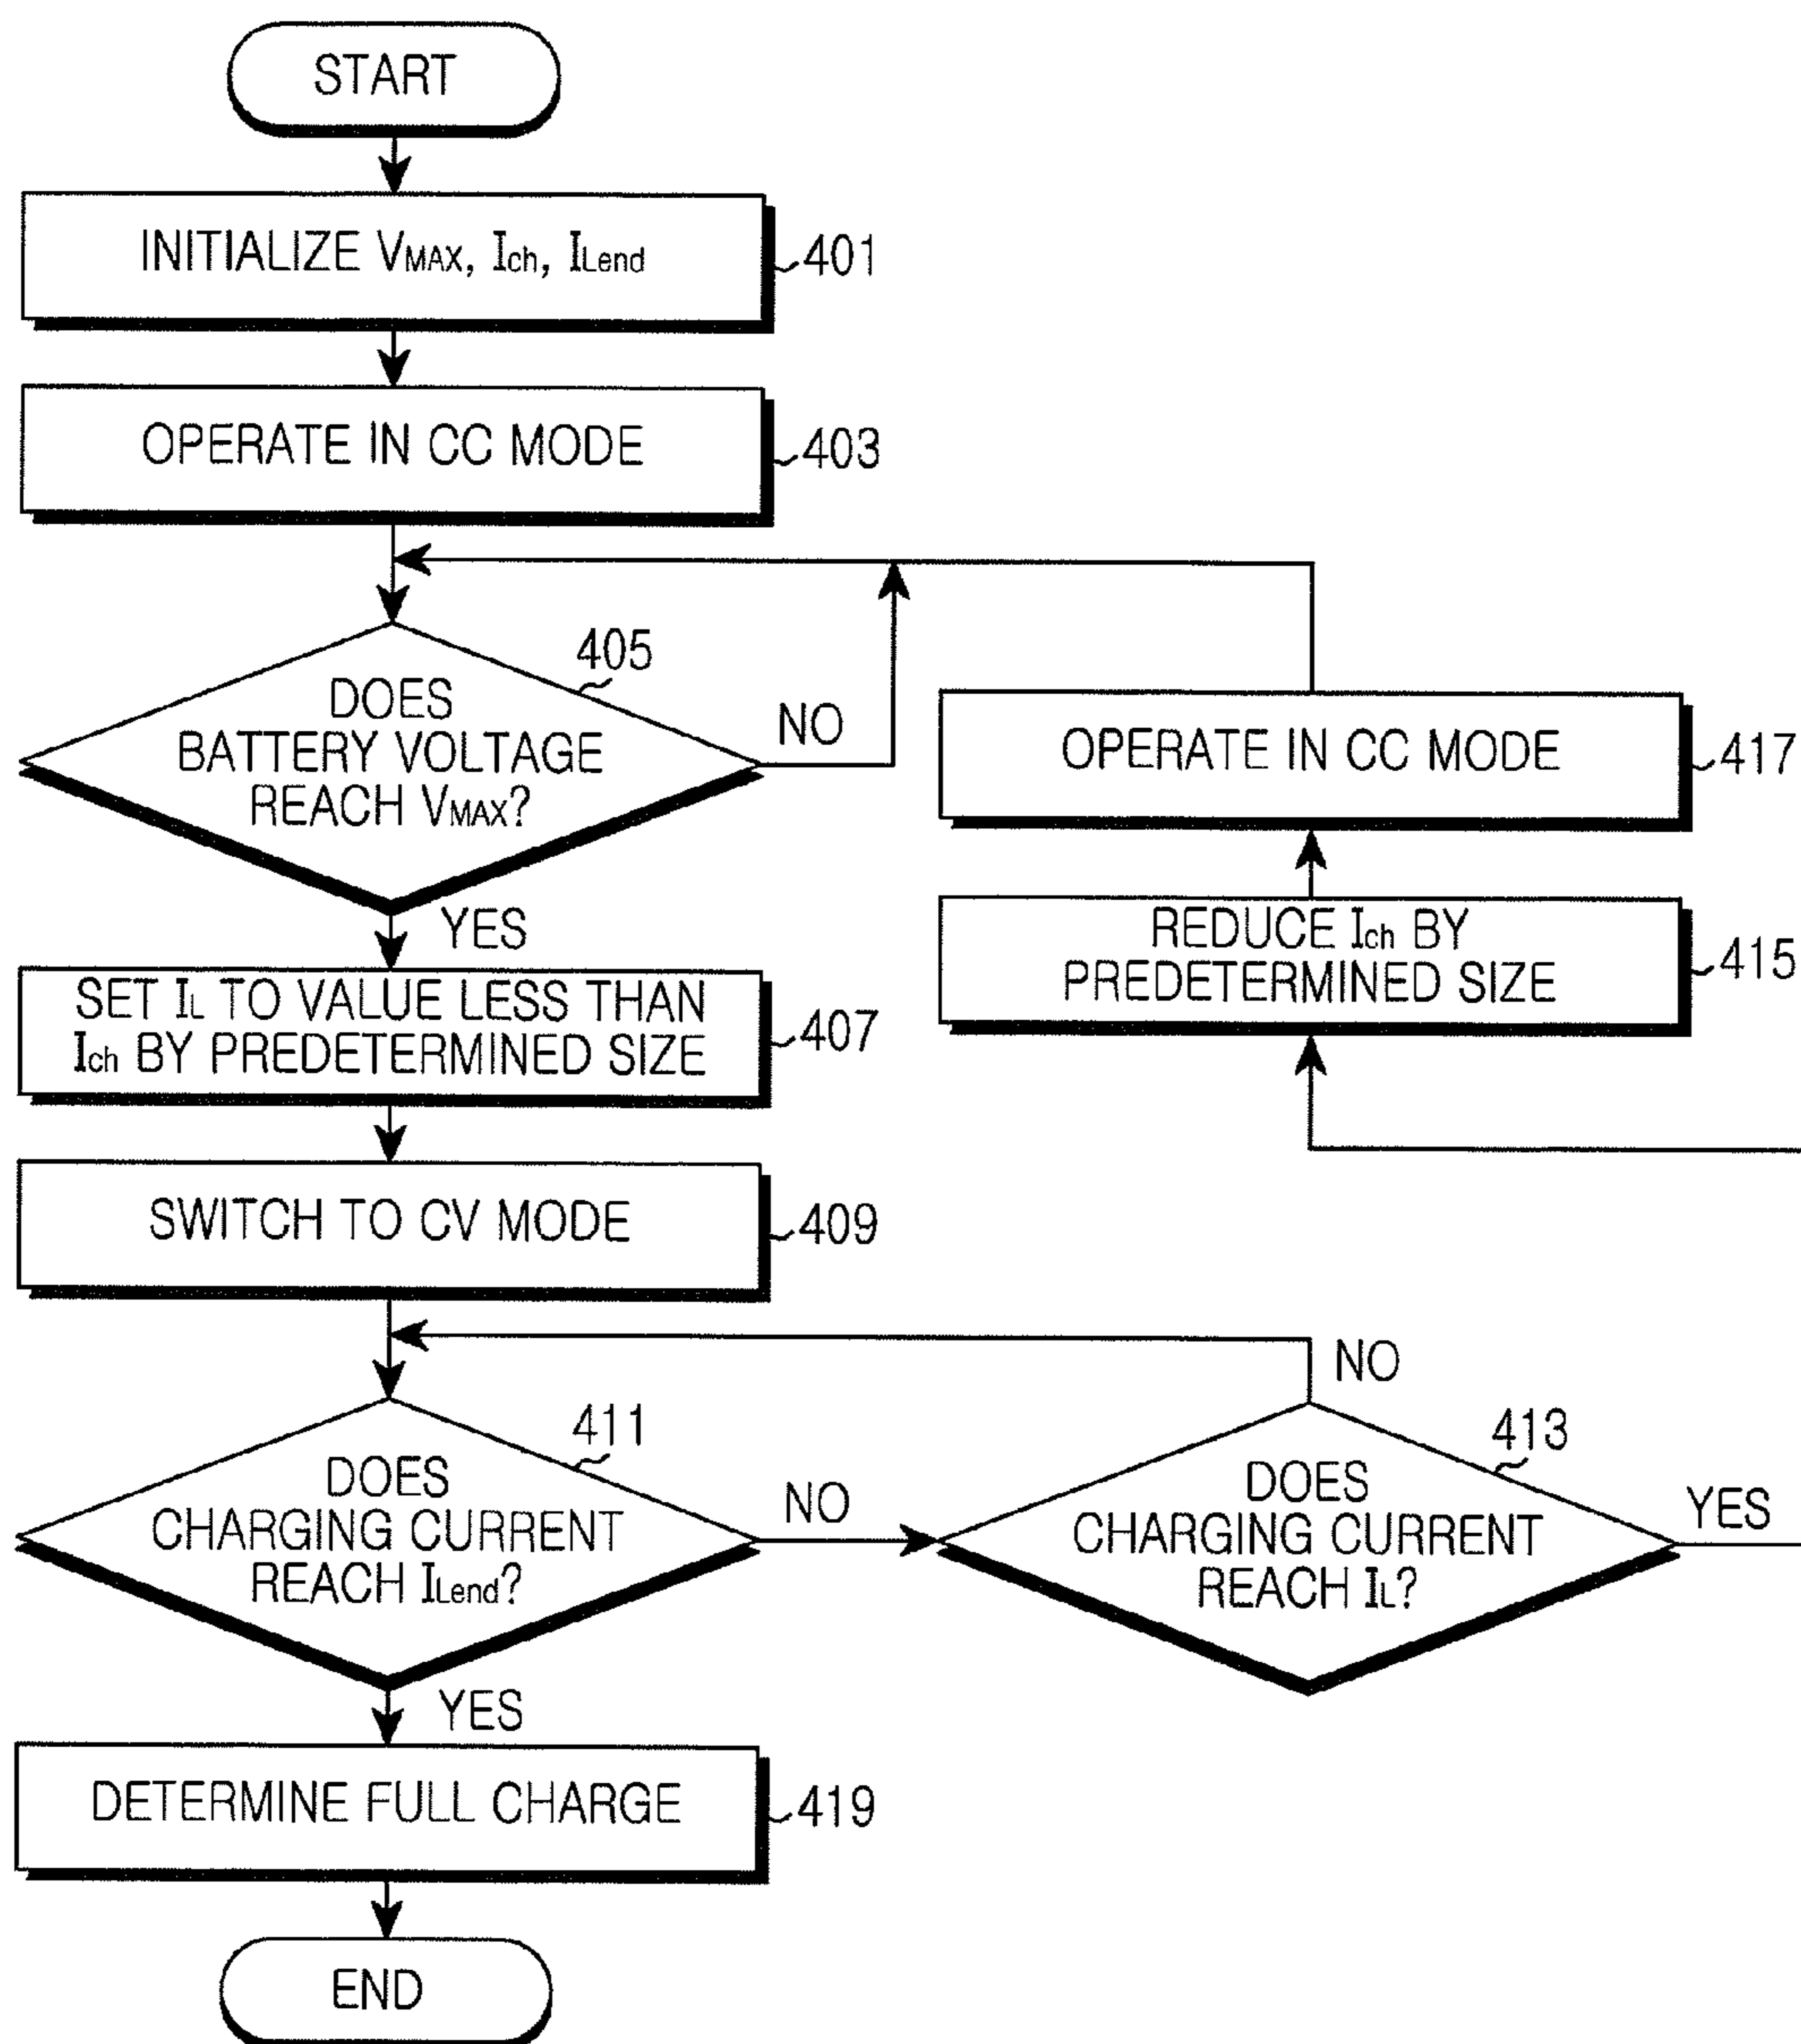 START
INITIALIZE VMAX, Ich, ILend
401
OPERATE IN CC MODE
403
405
DOES
BATTERY VOLTAGE
REACH VMAX?
NO
YES
OPERATE IN CC MODE
417
REDUCE Ich BY
PREDETERMINED SIZE
415
SET IL TO VALUE LESS THAN
Ich BY PREDETERMINED SIZE
407
SWITCH TO CV MODE
409
411
DOES
CHARGING CURRENT
REACH ILend?
NO
YES
NO
413
DOES
CHARGING CURRENT
REACH IL?
YES
DETERMINE FULL CHARGE
419
END